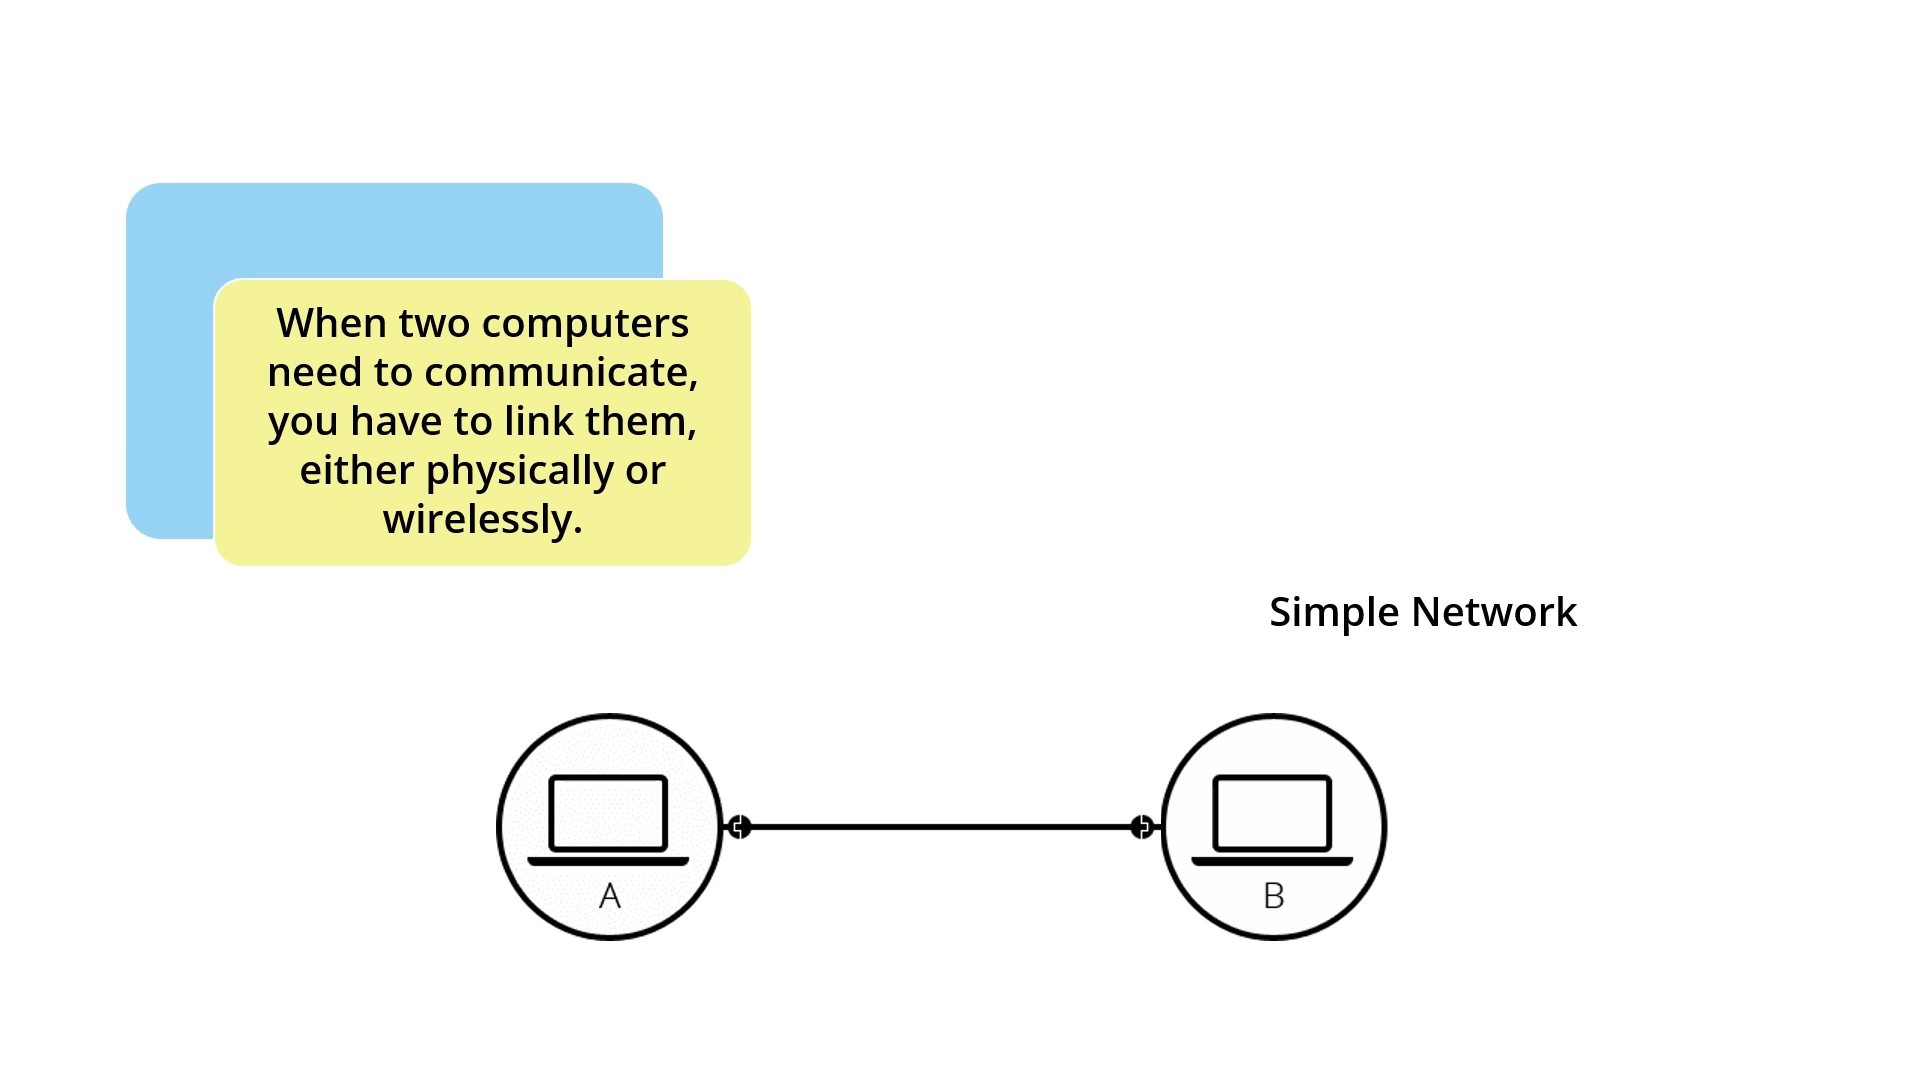 When two computers
need to communicate,
you have to link them,
either physically or
wirelessly.
Simple Network
A
B